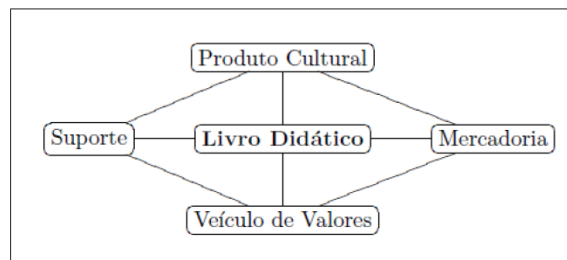 Produto Cultural
Suporte
Livro Didático
Mercadoria
Veículo de Valores